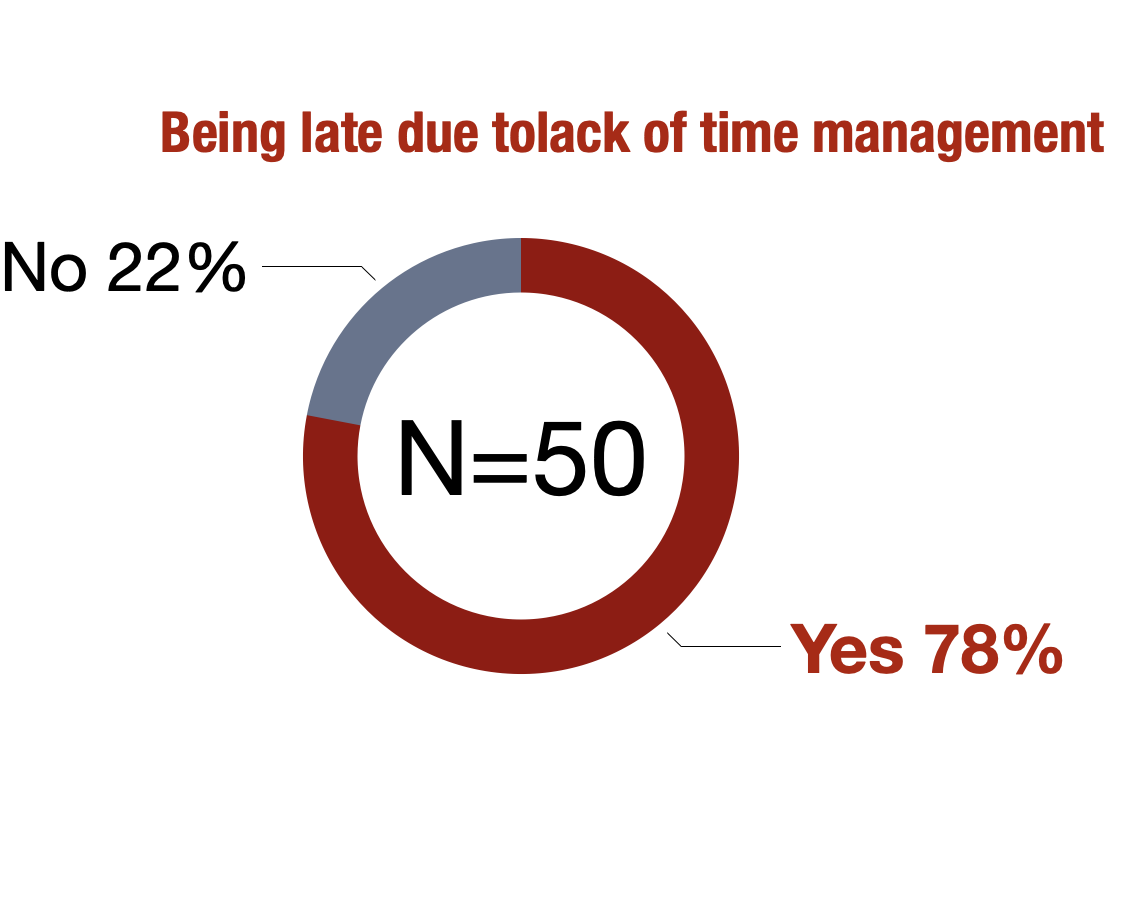 Being late due tolack of time management
No 22%
N=50
Yes 78%